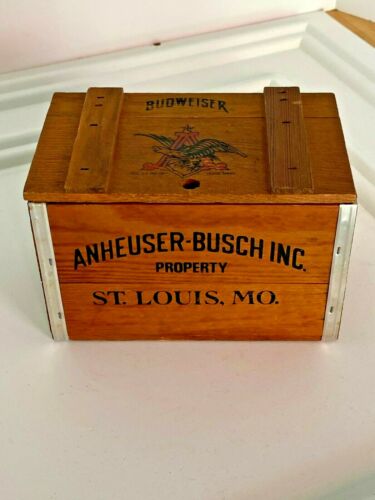 BUDWEISER
ANHEUSER-BUSCH INC.
PROPERTY
ST. LOUIS, MO.